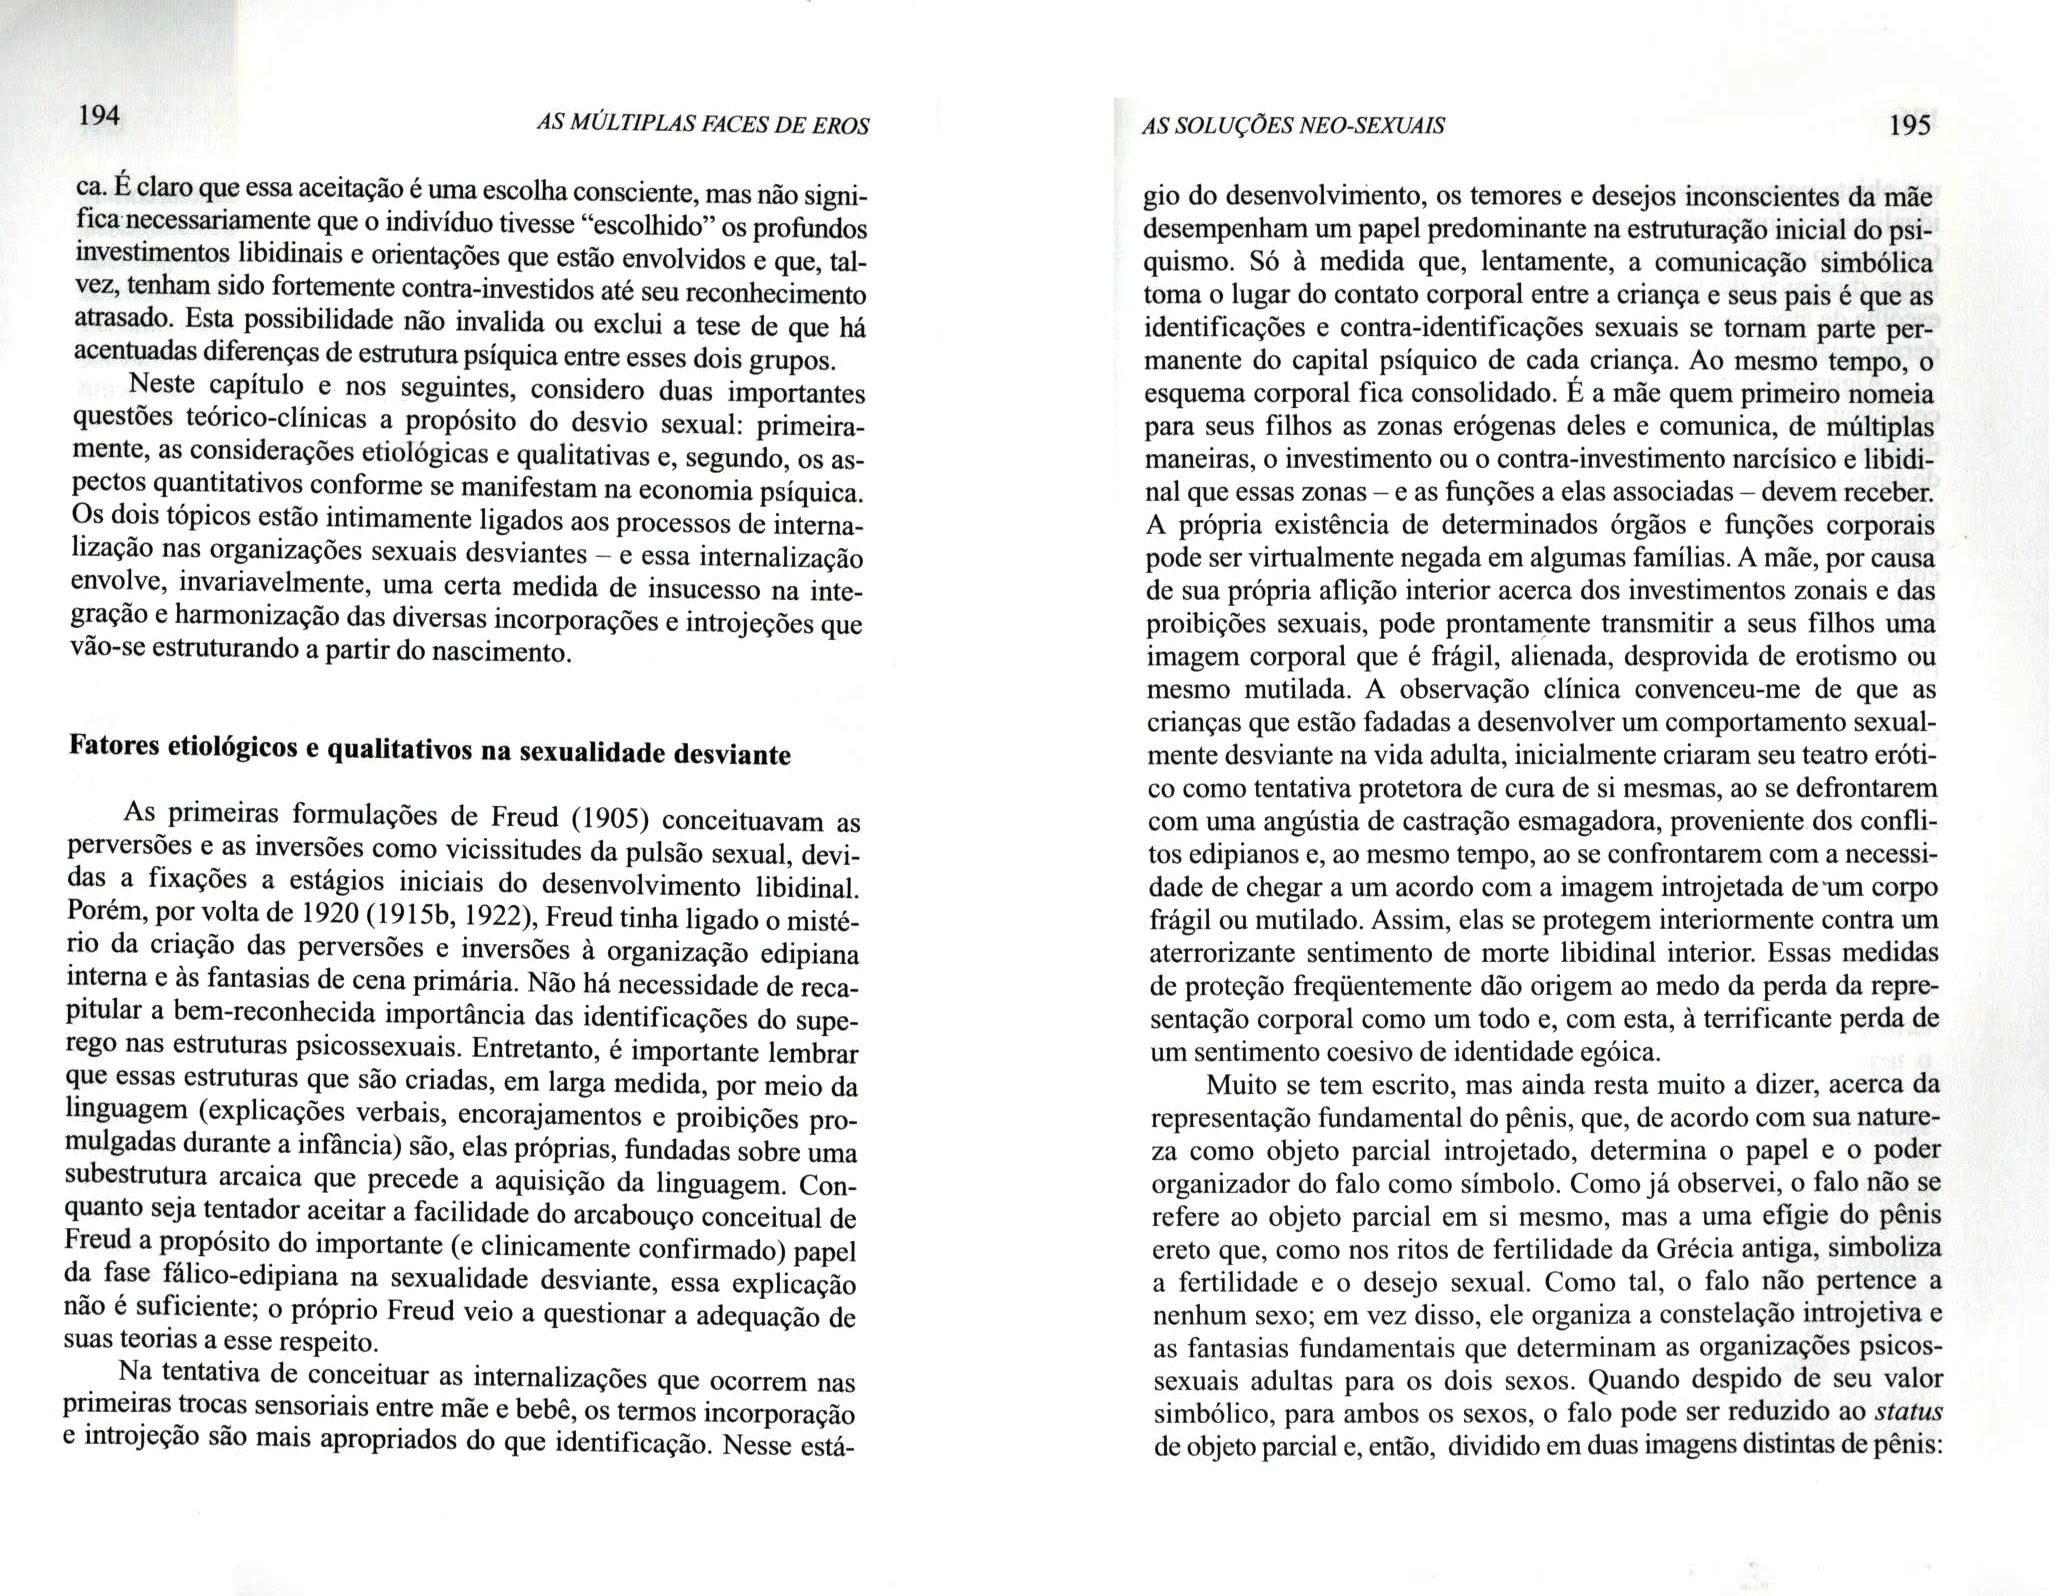 194
AS MÚLTIPLAS FACES DE EROS
ca. É claro que essa aceitação é uma escolha consciente, mas não signi-
fica necessariamente que o indivíduo tivesse “escolhido” os profundos
investimentos libidinais e orientações que estão envolvidos e que, tal-
vez, tenham sido fortemente contra-investidos até seu reconhecimento
atrasado. Esta possibilidade não invalida ou exclui a tese de que há
acentuadas diferenças de estrutura psíquica entre esses dois grupos.
Neste capítulo e nos seguintes, considero duas importantes
questões teórico-clínicas a propósito do desvio sexual: primeira-
mente, as considerações etiológicas e qualitativas e, segundo, os as-
pectos quantitativos conforme se manifestam na economia psíquica.
Os dois tópicos estão intimamente ligados aos processos de interna-
lização nas organizações sexuais desviantes – e essa internalização
envolve, invariavelmente, uma certa medida de insucesso na inte-
gração e harmonização das diversas incorporações e introjeções que
vão-se estruturando a partir do nascimento.
Fatores etiológicos e qualitativos na sexualidade desviante
As primeiras formulações de Freud (1905) conceituavam as
perversões e as inversões como vicissitudes da pulsão sexual, devi-
das a fixações a estágios iniciais do desenvolvimento libidinal.
Porém, por volta de 1920 (1915b, 1922), Freud tinha ligado o misté-
rio da criação das perversões e inversões à organização edipiana
interna e às fantasias de cena primária. Não há necessidade de reca-
pitular a bem-reconhecida importância das identificações do supe-
rego nas estruturas psicossexuais. Entretanto, é importante lembrar
que essas estruturas que são criadas, em larga medida, por meio da
linguagem (explicações verbais, encorajamentos e proibições pro-
mulgadas durante a infância) são, elas próprias, fundadas sobre uma
subestrutura arcaica que precede a aquisição da linguagem. Con-
quanto seja tentador aceitar a facilidade do arcabouço conceitual de
Freud a propósito do importante (e clinicamente confirmado) papel
da fase fálico-edipiana na sexualidade desviante, essa explicação
não é suficiente; o próprio Freud veio a questionar a adequação de
suas teorias a esse respeito.
Na tentativa de conceituar as internalizações que ocorrem nas
primeiras trocas sensoriais entre mãe e bebê, os termos incorporação
e introjeção são mais apropriados do que identificação. Nesse está-
AS SOLUÇÕES NEO-SEXUAIS
195
gio do desenvolvimento, os temores e desejos inconscientes da mãe
desempenham um papel predominante na estruturação inicial do psi-
quismo. Só à medida que, lentamente, a comunicação simbólica
toma o lugar do contato corporal entre a criança e seus pais é que as
identificações e contra-identificações sexuais se tornam parte per-
manente do capital psíquico de cada criança. Ao mesmo tempo, o
esquema corporal fica consolidado. É a mãe quem primeiro nomeia
para seus filhos as zonas erógenas deles e comunica, de múltiplas
maneiras, o investimento ou o contra-investimento narcísico e libidi-
nal que essas zonas – e as funções a elas associadas – devem receber.
A própria existência de determinados órgãos e funções corporais
pode ser virtualmente negada em algumas famílias. A mãe, por causa
de sua própria aflição interior acerca dos investimentos zonais e das
proibições sexuais, pode prontamente transmitir a seus filhos uma
imagem corporal que é frágil, alienada, desprovida de erotismo ou
mesmo mutilada. A observação clínica convenceu-me de que as
crianças que estão fadadas a desenvolver um comportamento sexual-
mente desviante na vida adulta, inicialmente criaram seu teatro eróti-
co como tentativa protetora de cura de si mesmas, ao se defrontarem
com uma angústia de castração esmagadora, proveniente dos confli-
tos edipianos e, ao mesmo tempo, ao se confrontarem com a necessi-
dade de chegar a um acordo com a imagem introjetada de um corpo
frágil ou mutilado. Assim, elas se protegem interiormente contra um
aterrorizante sentimento de morte libidinal interior. Essas medidas
de proteção freqüentemente dão origem ao medo da perda da repre-
sentação corporal como um todo e, com esta, à terrificante perda de
um sentimento coesivo de identidade egóica.
Muito se tem escrito, mas ainda resta muito a dizer, acerca da
representação fundamental do pênis, que, de acordo com sua nature-
za como objeto parcial introjetado, determina o papel e o poder
organizador do falo como símbolo. Como já observei, o falo não se
refere ao objeto parcial em si mesmo, mas a uma efígie do pênis
ereto que, como nos ritos de fertilidade da Grécia antiga, simboliza
a fertilidade e o desejo sexual. Como tal, o falo não pertence a
nenhum sexo; em vez disso, ele organiza a constelação introjetiva e
as fantasias fundamentais que determinam as organizações psicos-
sexuais adultas para os dois sexos. Quando despido de seu valor
simbólico, para ambos os sexos, o falo pode ser reduzido ao status
de objeto parcial e, então, dividido em duas imagens distintas de pênis: